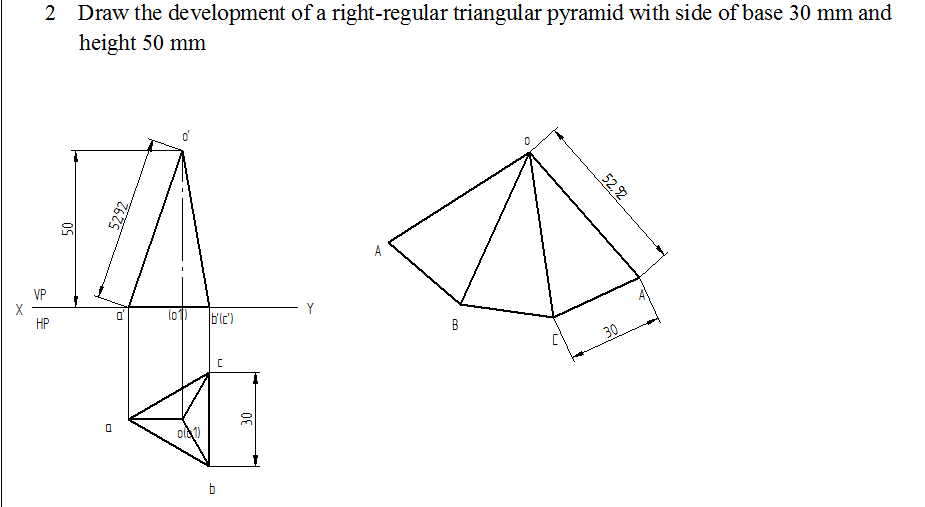 2 Draw the development of a right-regular triangular pyramid with side of base 30 mm and
height 50 mm
o'
o
52,92
52,92
50
A
VP
X
HP
a'
(o1')
b'(c')
Y
A
B
C
30
c
a
o(o1)
30
b